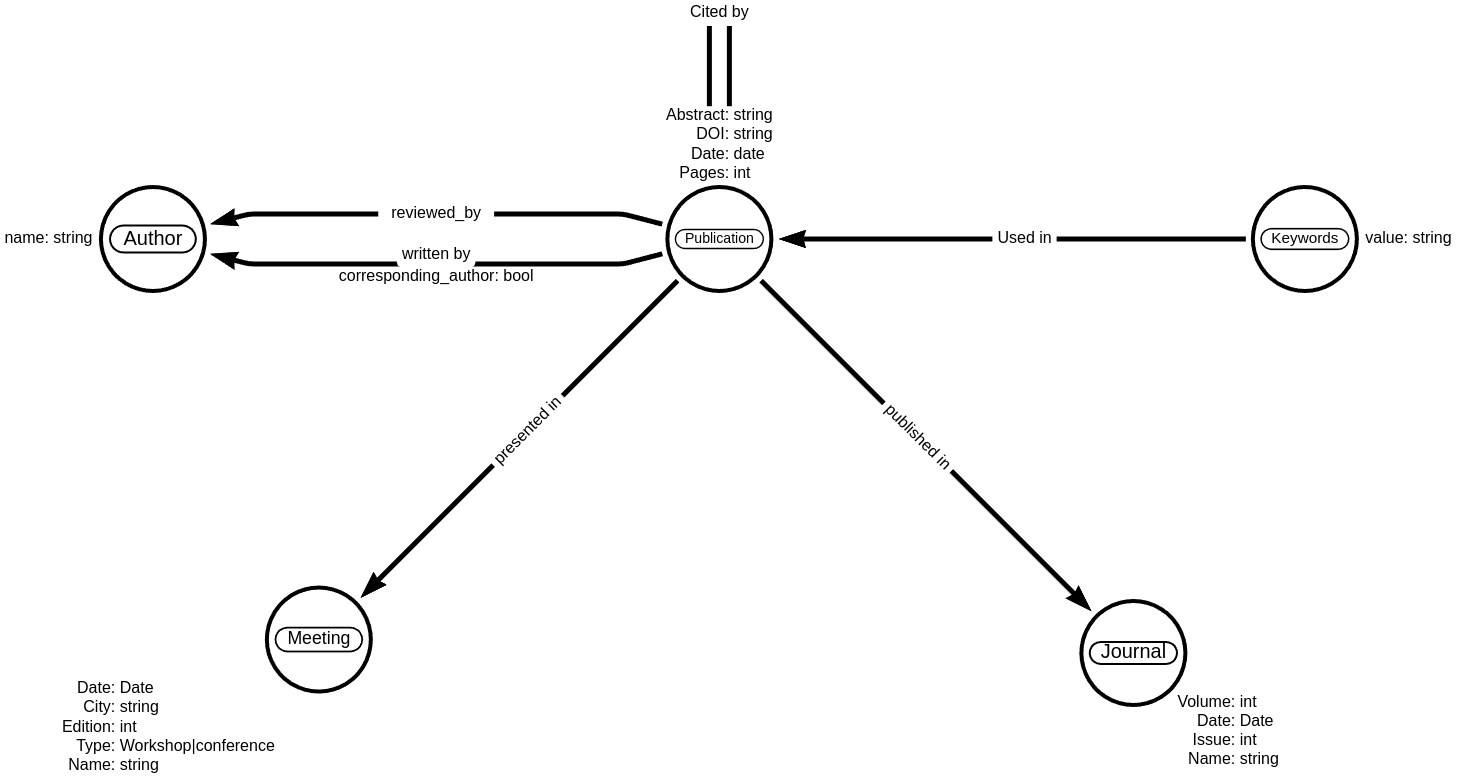 Cited by
Abstract: string
DOI: string
Date: date
Pages: int
reviewed_by
name: string
Author
Publication
Used in
Keywords
value: string
written by
corresponding_author: bool
presented in
published in
Meeting
Journal
Date: Date
City: string
Edition: int
Type: Workshop|conference
Name: string
Volume: int
Date: Date
Issue: int
Name: string